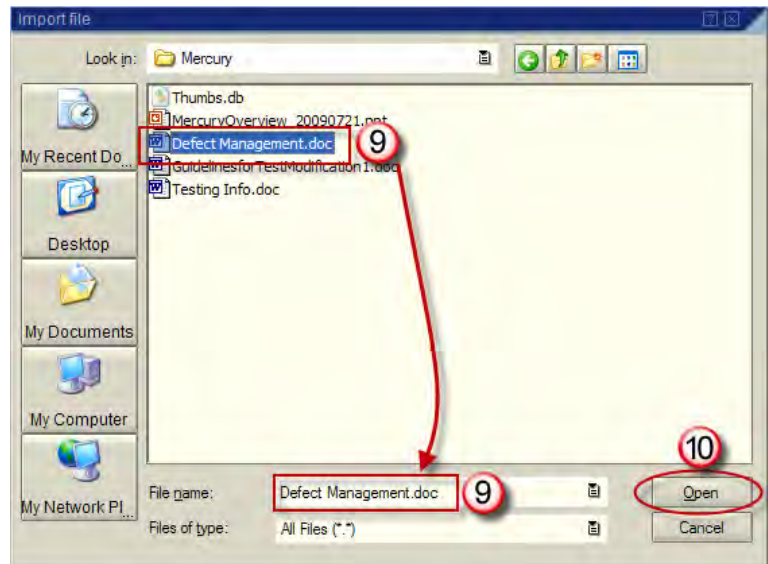 Import file
Look in: Mercury
Thumbs.db
MercuryOverview_20090721.ppt
Defect Management.doc 9
GuidelinesforTestModification1.doc
Testing Info.doc
My Recent Do...
Desktop
My Documents
My Computer
My Network Pl...
10
File name: Defect Management.doc 9 Open
Files of type: All Files (*.*) Cancel